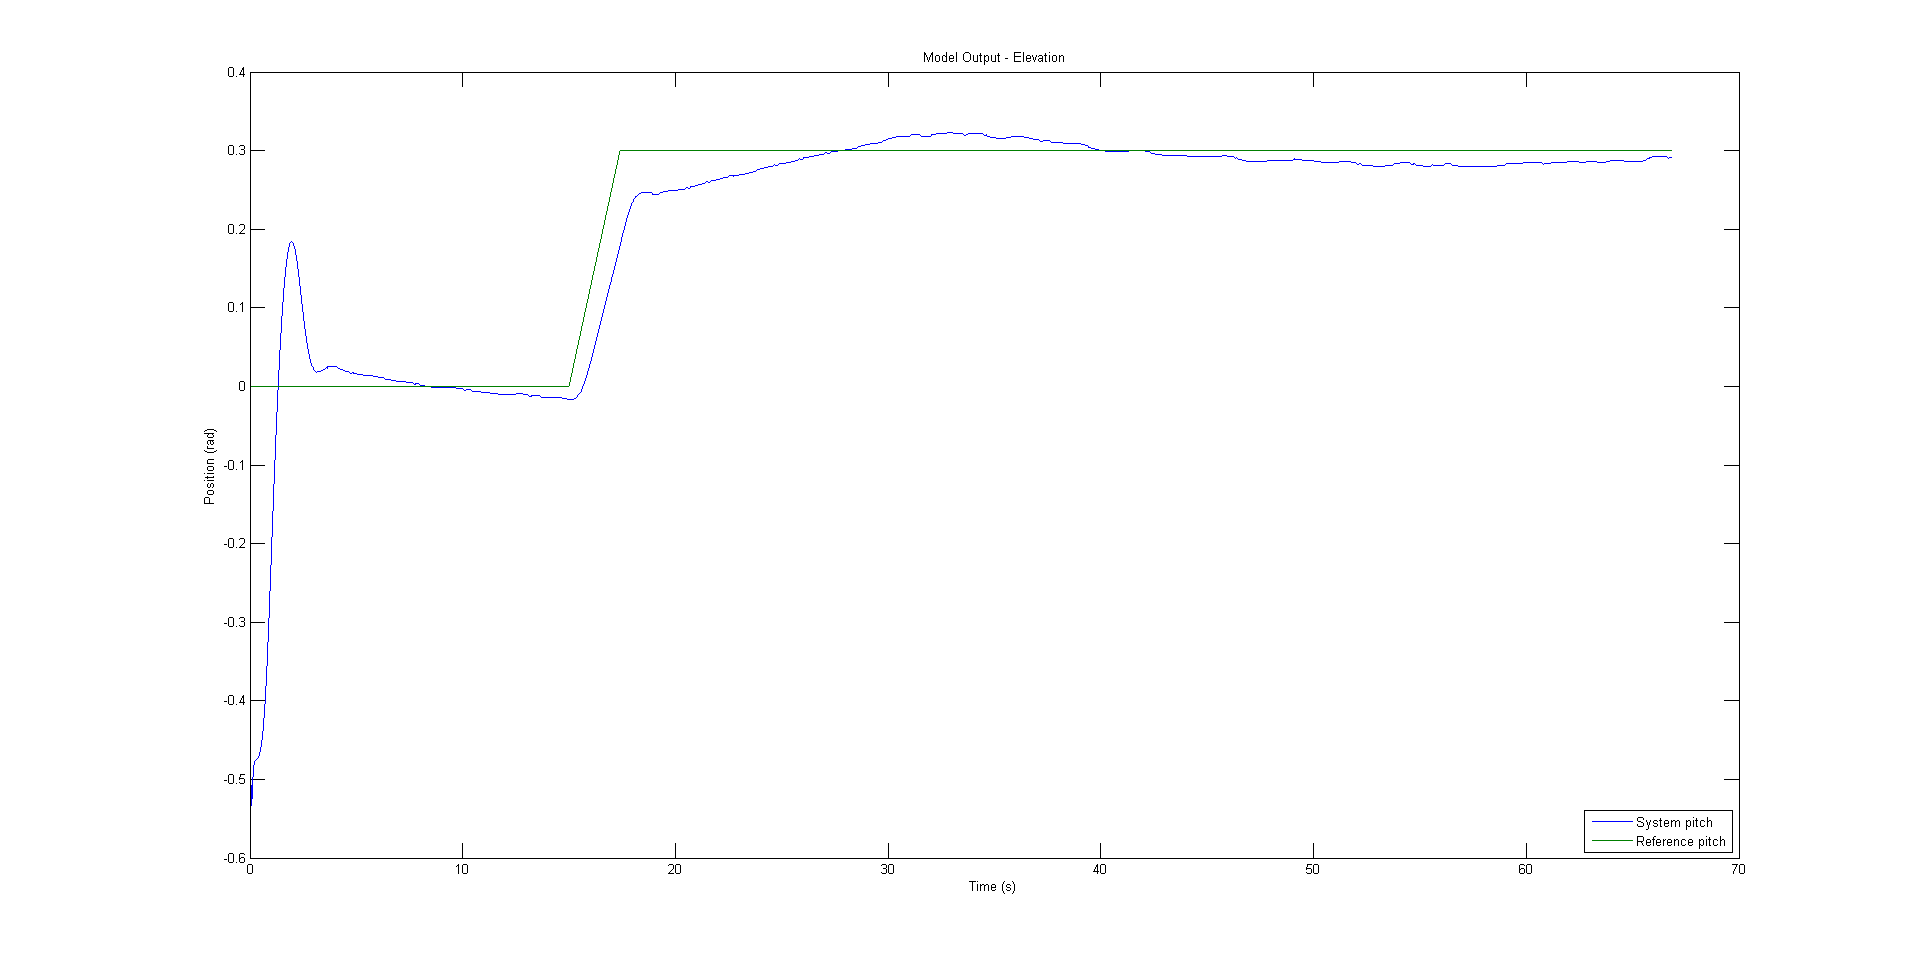 Model Output - Elevation
0.4
0.3
0.2
0.1
0
-0.1
-0.2
-0.3
-0.4
-0.5
-0.6
Position (rad)
0 10 20 30 40 50 60 70
Time (s)
System pitch
Reference pitch